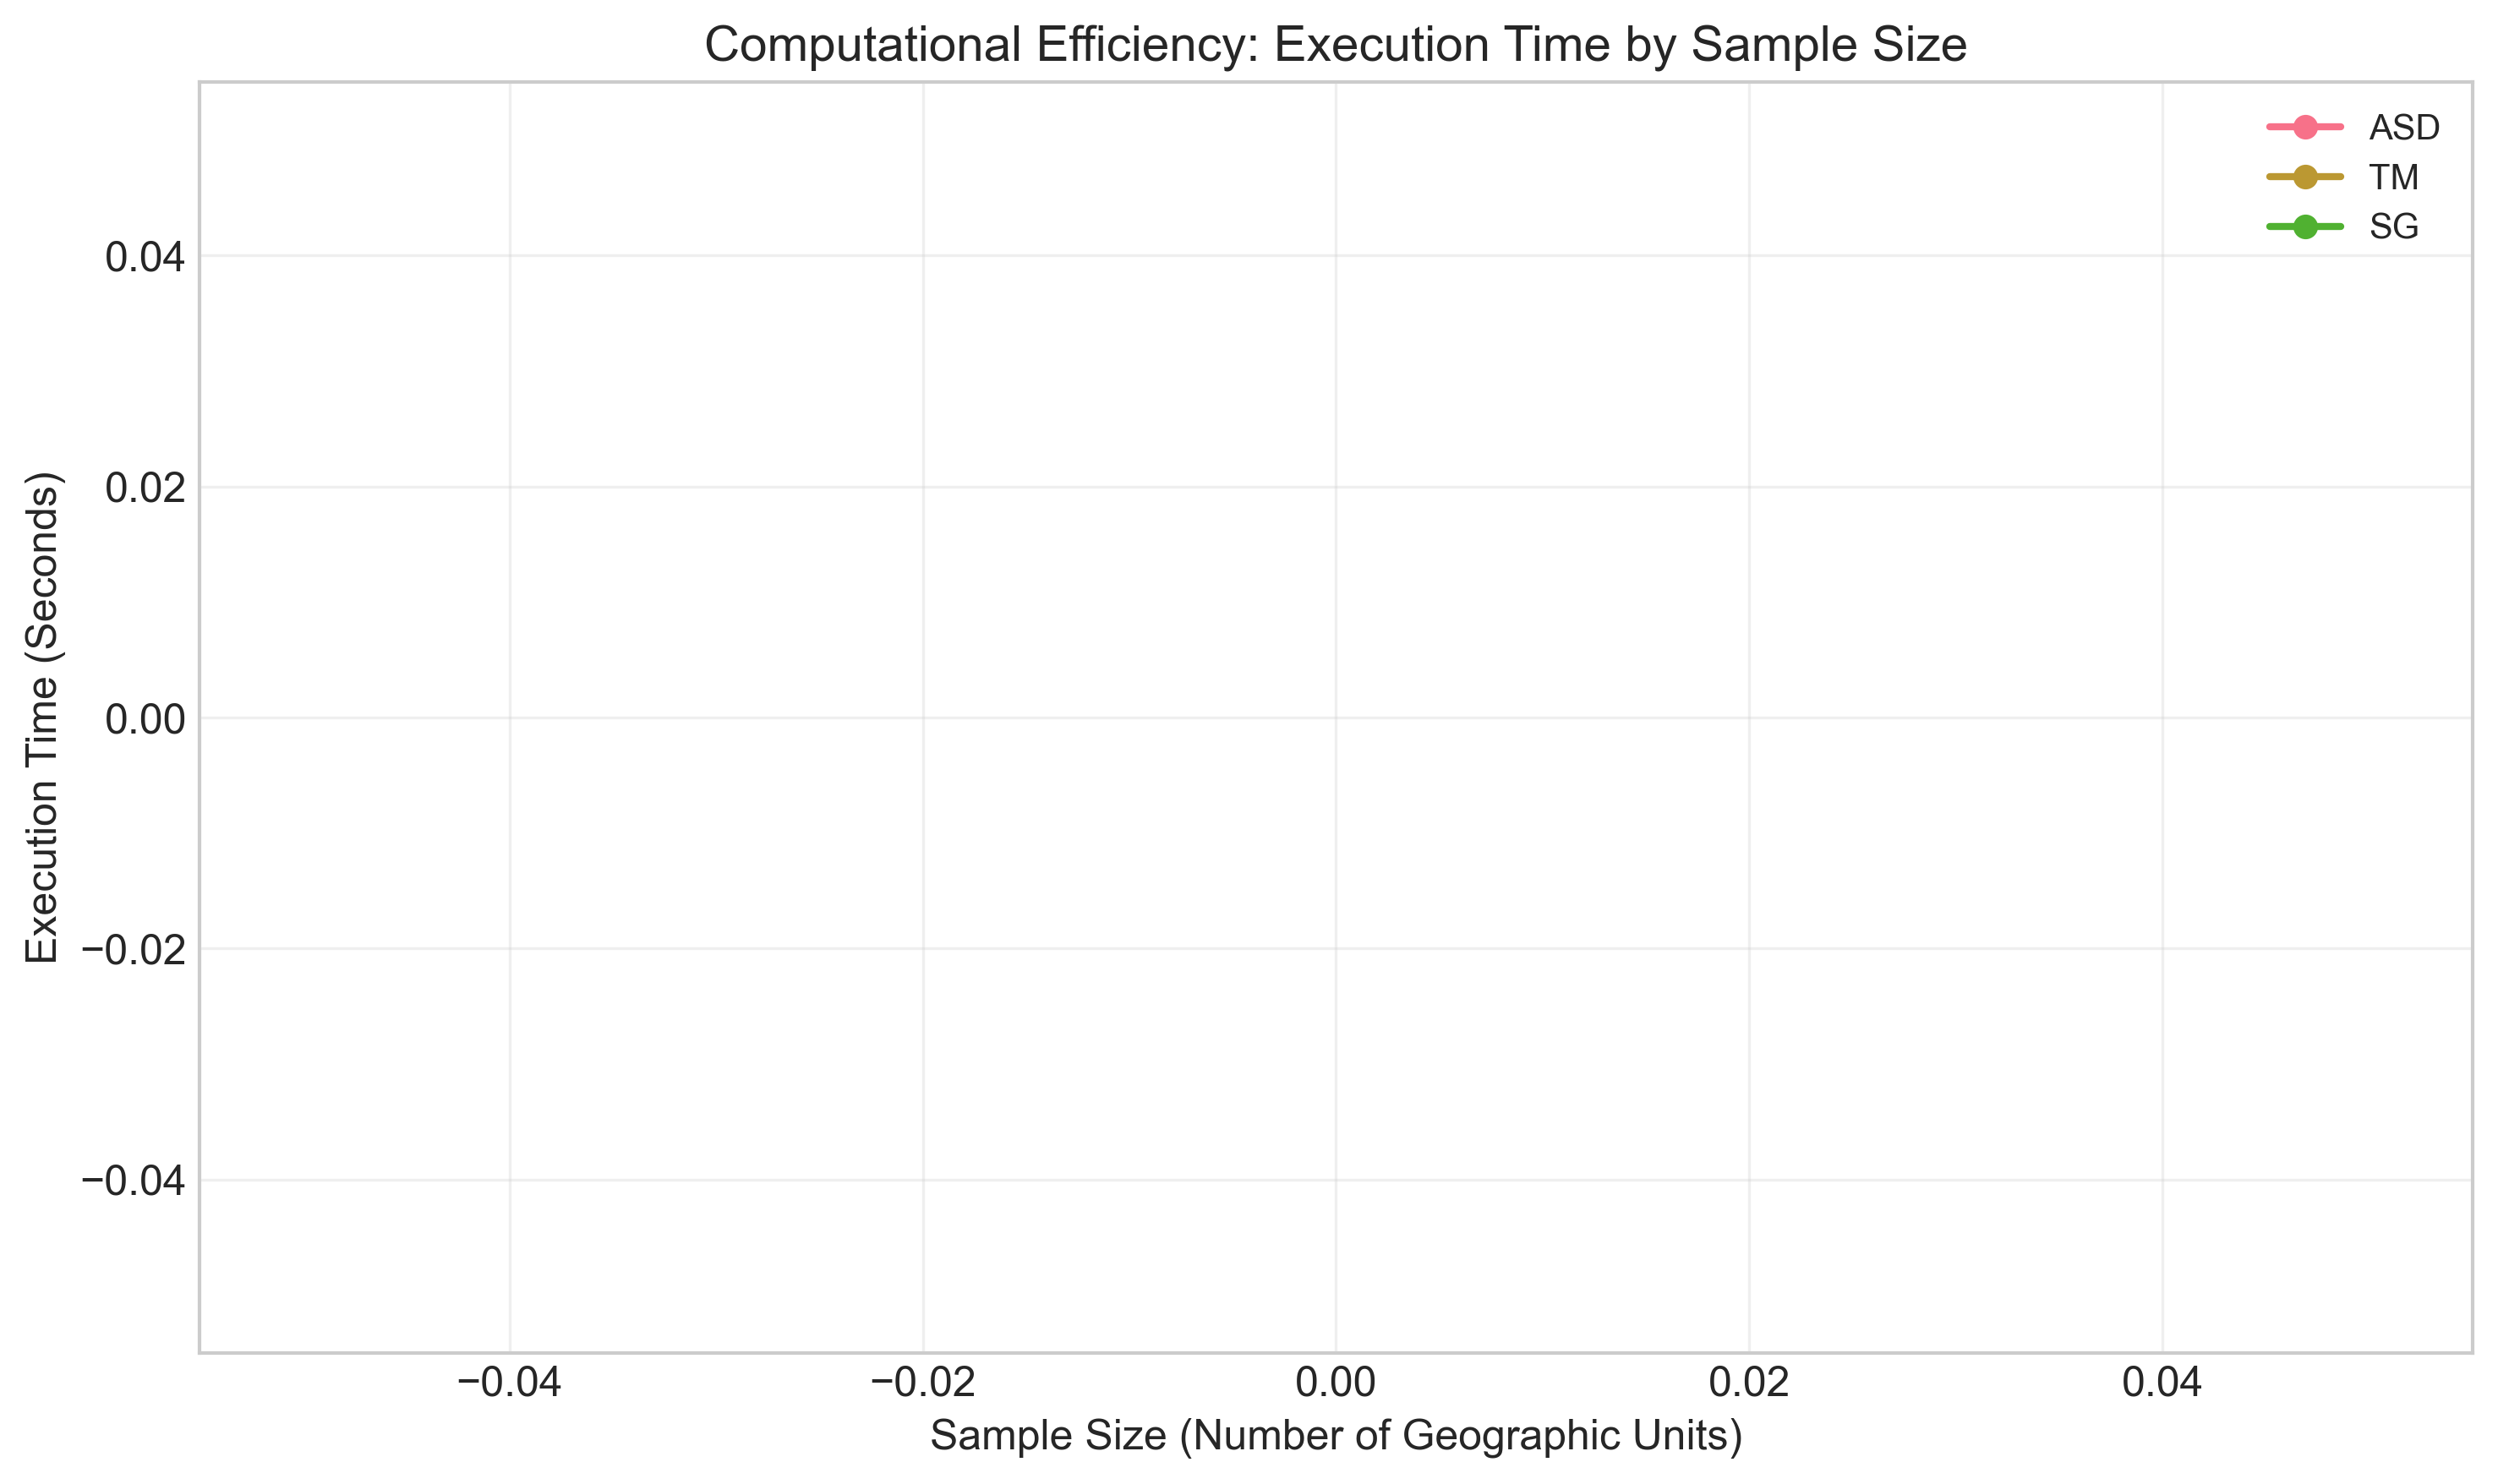 Computational Efficiency: Execution Time by Sample Size
ASD
TM
SG
Execution Time (Seconds)
0.04
0.02
0.00
−0.02
−0.04
−0.04
−0.02
0.00
0.02
0.04
Sample Size (Number of Geographic Units)